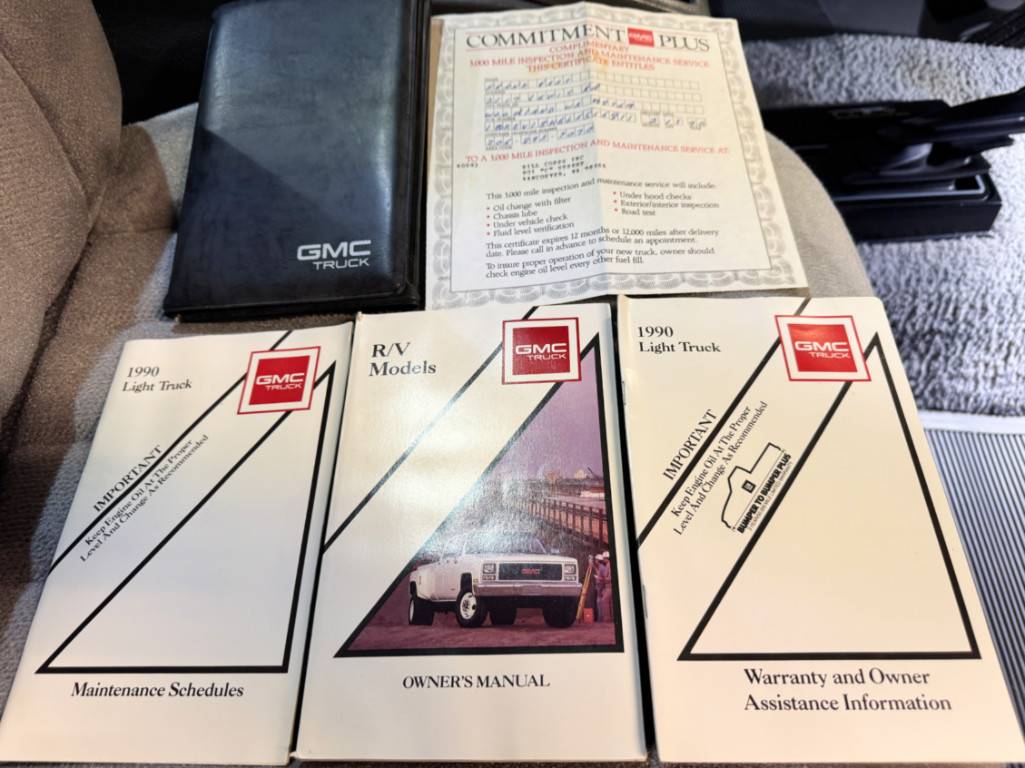 GMC
TRUCK
COMMITMENT GMC PLUS
COMPLIMENTARY
3,000 MILE INSPECTION AND MAINTENANCE SERVICE
THIS CERTIFICATE ENTITLES
TO A 3,000 MILE INSPECTION AND MAINTENANCE SERVICE AT:
This 3,000 mile inspection and maintenance service will include:
• Oil change with filter
• Chassis lube
• Under vehicle check
• Fluid level verification
• Under hood checks
• Exterior/interior inspection
• Road test
This certificate expires 12 months or 12,000 miles after delivery
date. Please call in advance to schedule an appointment.
To insure proper operation of your new truck, owner should
check engine oil level every other fuel fill.
1990
Light Truck
GMC
TRUCK
IMPORTANT
Keep Engine Oil At The Proper
Level And Change As Recommended
Maintenance Schedules
R/V
Models
GMC
TRUCK
GMC
OWNER'S MANUAL
1990
Light Truck
GMC
TRUCK
IMPORTANT
Keep Engine Oil At The Proper
Level And Change As Recommended
GM
BUMPER TO BUMPER PLUS
Warranty and Owner
Assistance Information